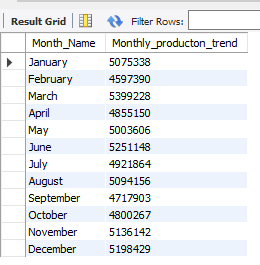 Result Grid Filter Rows:
Month_Name Monthly_producton_trend
January 5075338
February 4597390
March 5399228
April 4855150
May 5003606
June 5251148
July 4921864
August 5094156
September 4717903
October 4800267
November 5136142
December 5198429